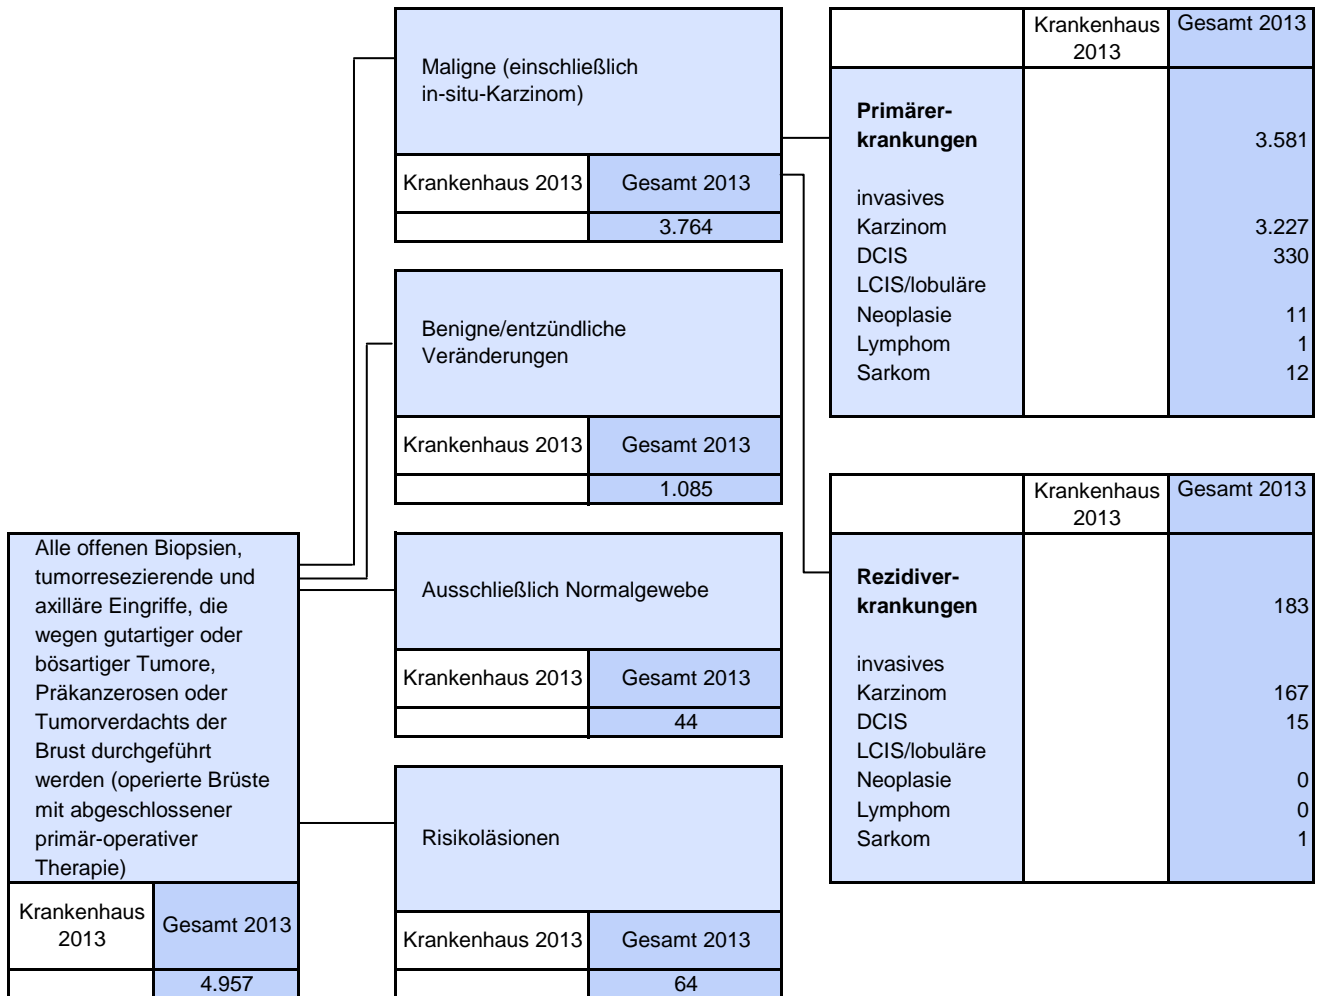 Alle offenen Biopsien,
tumorresezierende und
axilläre Eingriffe, die
wegen gutartiger oder
bösartiger Tumore,
Präkanzerosen oder
Tumorverdachts der
Brust durchgeführt
werden (operierte Brüste
mit abgeschlossener
primär-operativer
Therapie)
Krankenhaus
2013
Gesamt 2013
4.957
Maligne (einschließlich
in-situ-Karzinom)
Krankenhaus 2013 Gesamt 2013
3.764
Benigne/entzündliche
Veränderungen
Krankenhaus 2013 Gesamt 2013
1.085
Ausschließlich Normalgewebe
Krankenhaus 2013 Gesamt 2013
44
Risikoläsionen
Krankenhaus 2013 Gesamt 2013
64
Krankenhaus Gesamt 2013
2013
Primärer-
krankungen 3.581
invasives
Karzinom 3.227
DCIS 330
LCIS/lobuläre
Neoplasie 11
Lymphom 1
Sarkom 12
Krankenhaus Gesamt 2013
2013
Rezidiver-
krankungen 183
invasives
Karzinom 167
DCIS 15
LCIS/lobuläre
Neoplasie 0
Lymphom 0
Sarkom 1